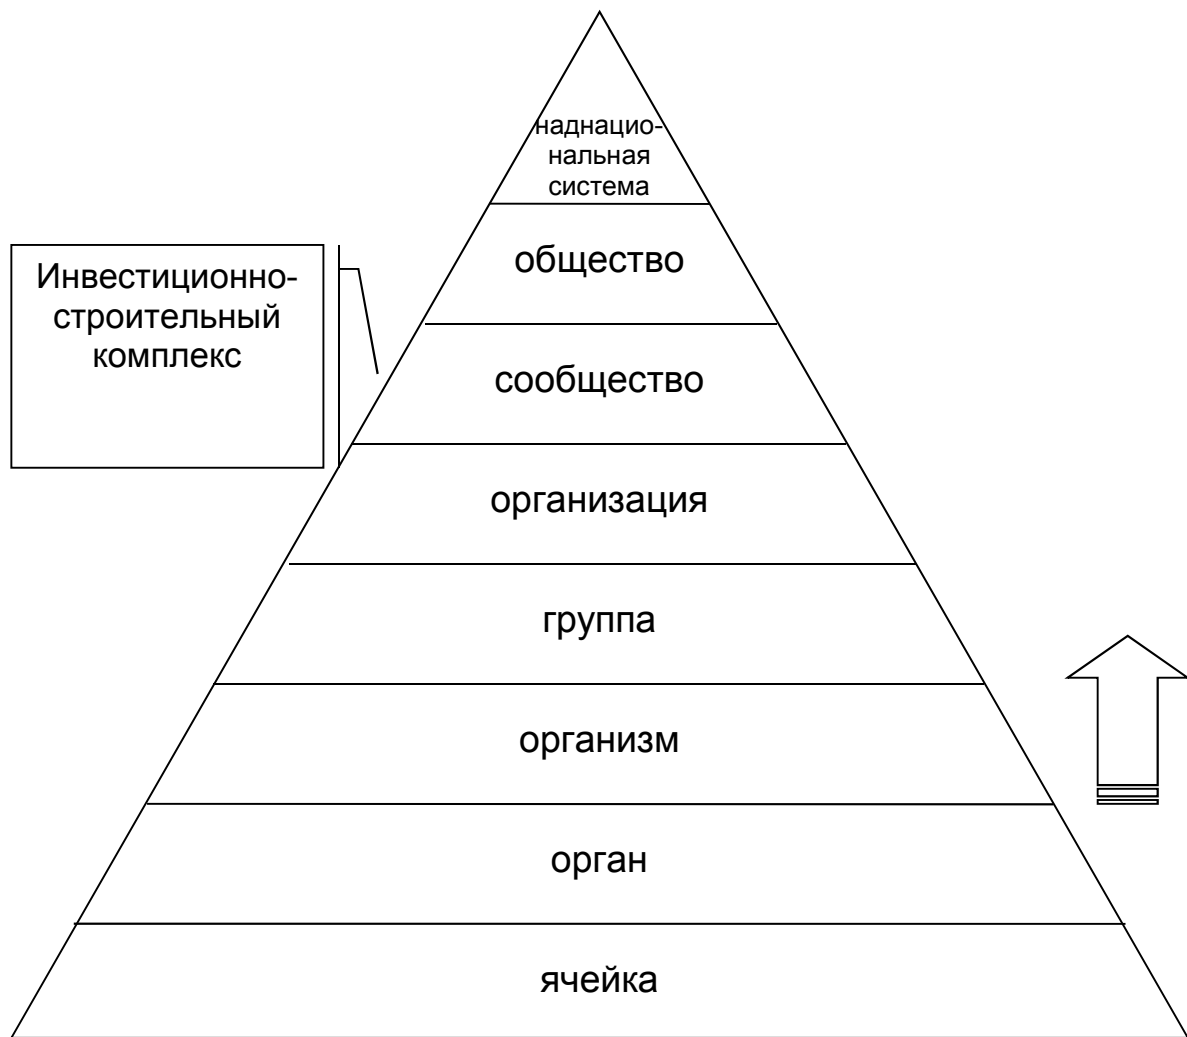 наднацио-
нальная
система
общество
Инвестиционно-
строительный
комплекс
сообщество
организация
группа
организм
орган
ячейка